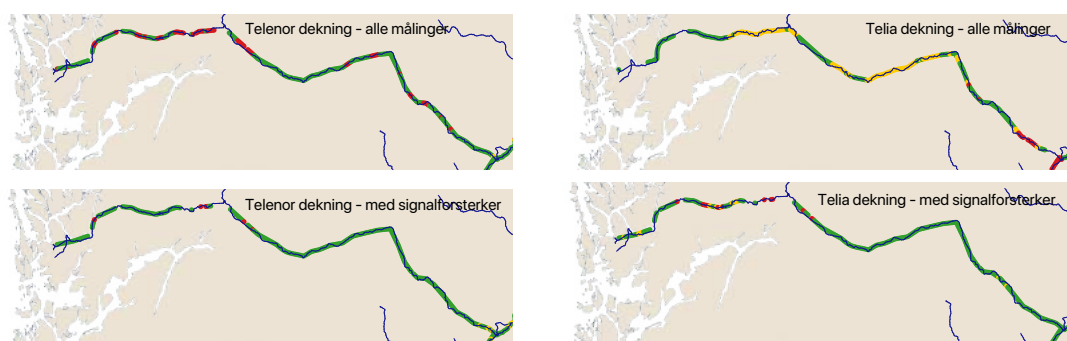 Telenor dekning - alle målinger
Telia dekning - alle målinger
Telenor dekning - med signalforsterker
Telia dekning - med signalforsterker